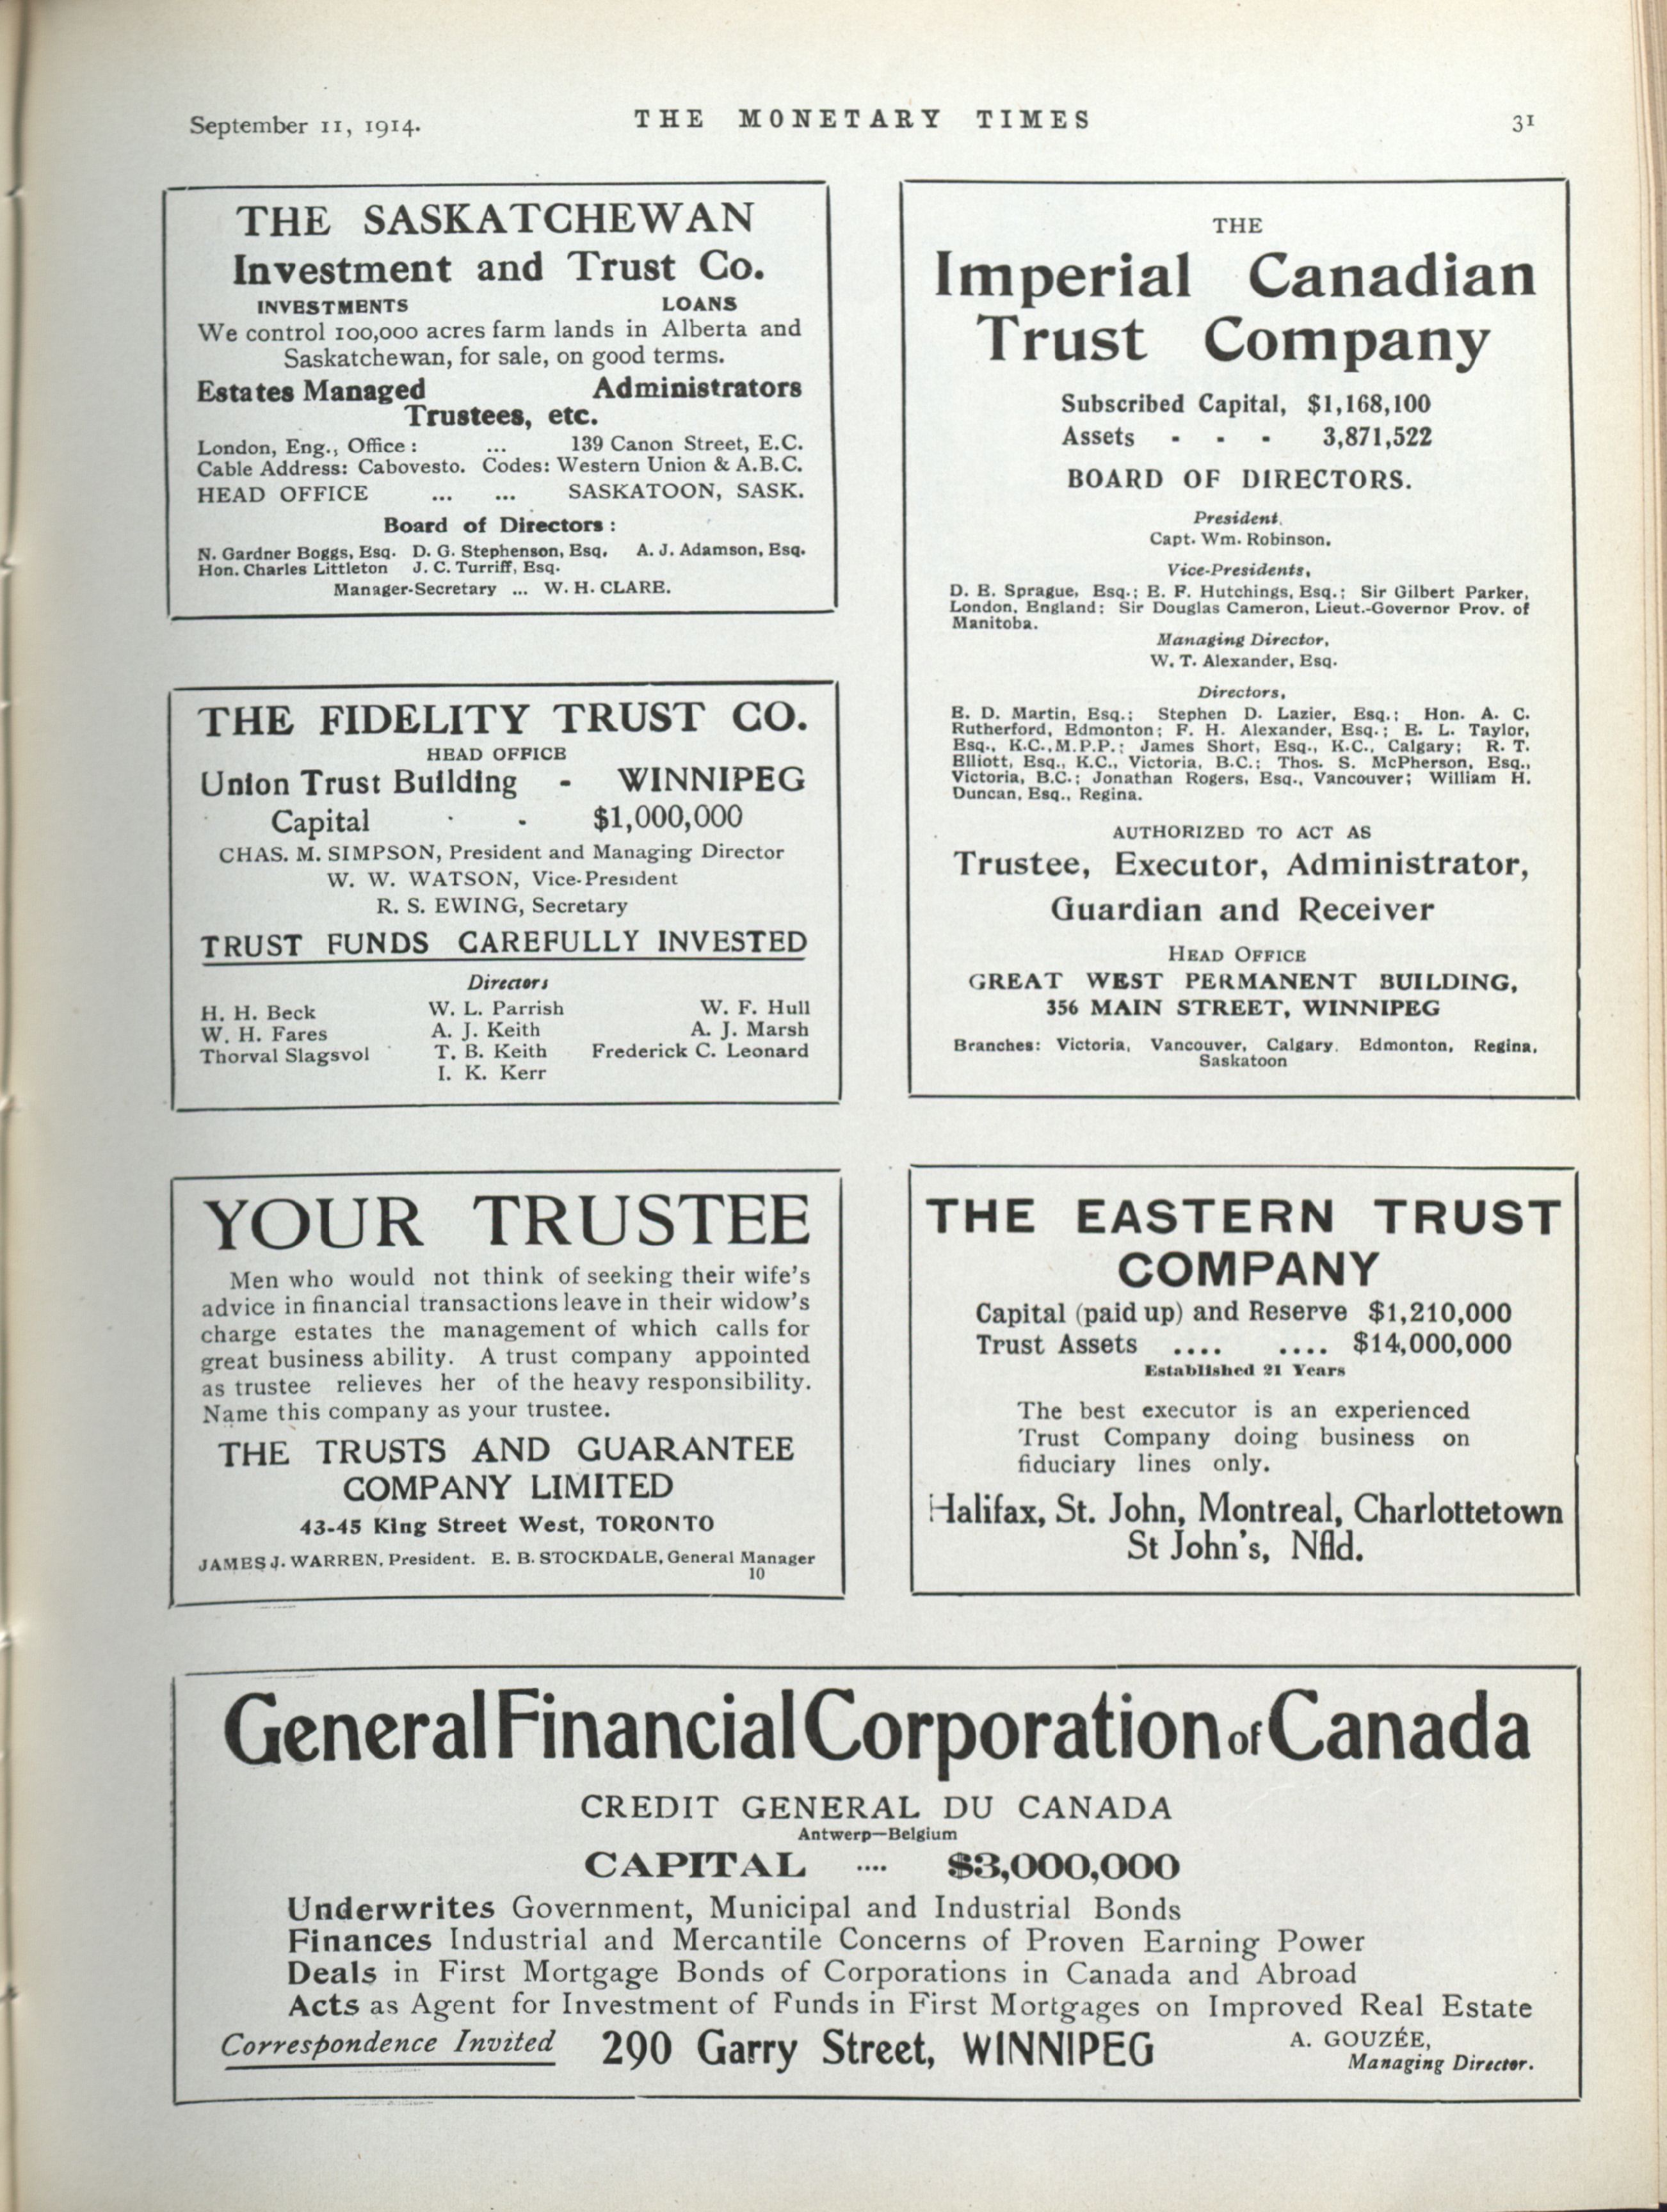 September 11, 1914.
THE MONETARY TIMES
31
THE SASKATCHEWAN
Investment and Trust Co.
INVESTMENTS LOANS
We control 100,000 acres farm lands in Alberta and
Saskatchewan, for sale, on good terms.
Estates Managed Administrators
Trustees, etc.
London, Eng., Office: ... 139 Canon Street, E.C.
Cable Address: Cabovesto. Codes: Western Union & A.B.C.
HEAD OFFICE ... ... SASKATOON, SASK.
Board of Directors:
N. Gardner Boggs, Esq. D. G. Stephenson, Esq. A. J. Adamson, Esq.
Hon. Charles Littleton J. C. Turriff, Esq.
Manager-Secretary ... W. H. CLARE.
THE FIDELITY TRUST CO.
HEAD OFFICE
Union Trust Building - WINNIPEG
Capital - - $1,000,000
CHAS. M. SIMPSON, President and Managing Director
W. W. WATSON, Vice-President
R. S. EWING, Secretary
TRUST FUNDS CAREFULLY INVESTED
Directors
H. H. Beck W. L. Parrish W. F. Hull
W. H. Fares A. J. Keith A. J. Marsh
Thorval Slagsvol T. B. Keith Frederick C. Leonard
I. K. Kerr
YOUR TRUSTEE
Men who would not think of seeking their wife's
advice in financial transactions leave in their widow's
charge estates the management of which calls for
great business ability. A trust company appointed
as trustee relieves her of the heavy responsibility.
Name this company as your trustee.
THE TRUSTS AND GUARANTEE
COMPANY LIMITED
43-45 King Street West, TORONTO
JAMES J. WARREN, President. E. B. STOCKDALE, General Manager
10
THE
Imperial Canadian
Trust Company
Subscribed Capital, $1,168,100
Assets - - - 3,871,522
BOARD OF DIRECTORS.
President.
Capt. Wm. Robinson.
Vice-Presidents,
D. E. Sprague, Esq.; E. F. Hutchings, Esq.; Sir Gilbert Parker,
London, England; Sir Douglas Cameron, Lieut.-Governor Prov. of
Manitoba.
Managing Director,
W. T. Alexander, Esq.
Directors,
E. D. Martin, Esq.; Stephen D. Lazier, Esq.; Hon. A. C.
Rutherford, Edmonton; F. H. Alexander, Esq.; E. L. Taylor,
Esq., K.C., M.P.P.; James Short, Esq., K.C., Calgary; R. T.
Elliott, Esq., K.C., Victoria, B.C.; Thos. S. McPherson, Esq.,
Victoria, B.C.; Jonathan Rogers, Esq., Vancouver; William H.
Duncan, Esq., Regina.
AUTHORIZED TO ACT AS
Trustee, Executor, Administrator,
Guardian and Receiver
HEAD OFFICE
GREAT WEST PERMANENT BUILDING,
356 MAIN STREET, WINNIPEG
Branches: Victoria, Vancouver, Calgary, Edmonton, Regina,
Saskatoon
THE EASTERN TRUST
COMPANY
Capital (paid up) and Reserve $1,210,000
Trust Assets .... .... $14,000,000
Established 21 Years
The best executor is an experienced
Trust Company doing business on
fiduciary lines only.
Halifax, St. John, Montreal, Charlottetown
St John's, Nfld.
General Financial Corporation of Canada
CREDIT GENERAL DU CANADA
Antwerp—Belgium
CAPITAL .... $3,000,000
Underwrites Government, Municipal and Industrial Bonds
Finances Industrial and Mercantile Concerns of Proven Earning Power
Deals in First Mortgage Bonds of Corporations in Canada and Abroad
Acts as Agent for Investment of Funds in First Mortgages on Improved Real Estate
Correspondence Invited 290 Garry Street, WINNIPEG A. GOUZÉE,
Managing Director.